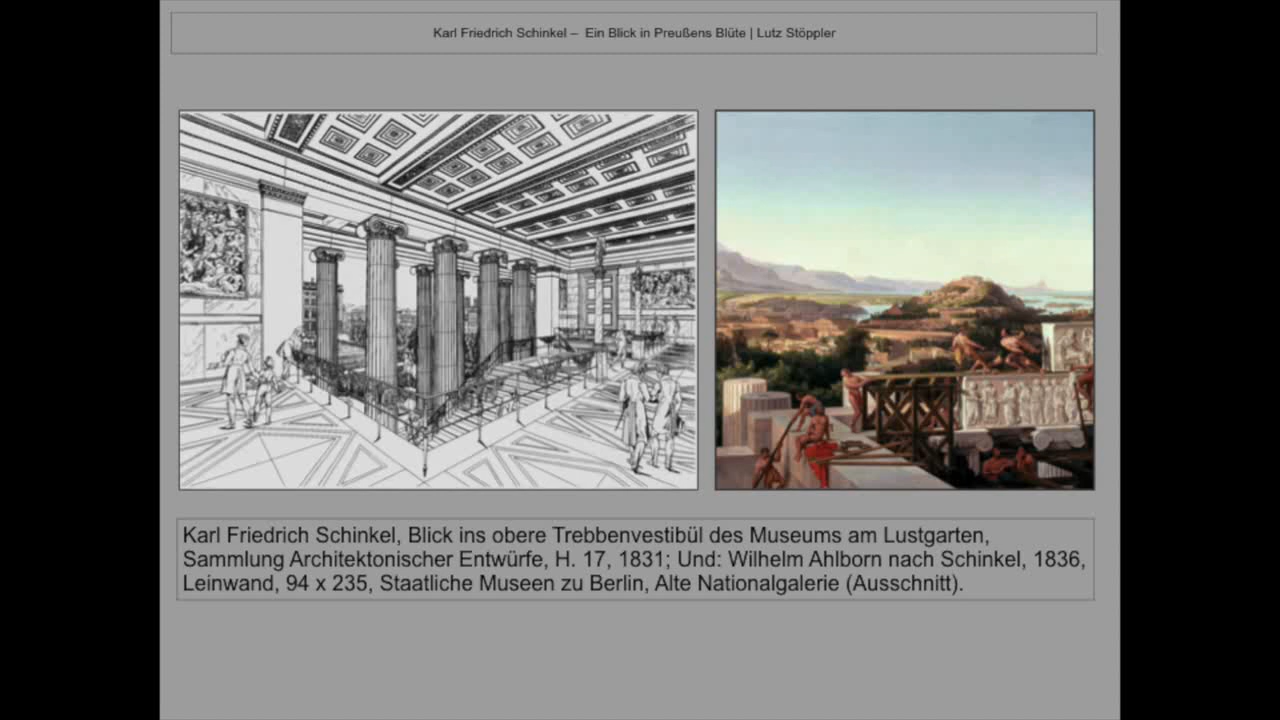 Karl Friedrich Schinkel – Ein Blick in Preußens Blüte | Lutz Stöppler
Karl Friedrich Schinkel, Blick ins obere Trebbenvestibül des Museums am Lustgarten,
Sammlung Architektonischer Entwürfe, H. 17, 1831; Und: Wilhelm Ahlborn nach Schinkel, 1836,
Leinwand, 94 x 235, Staatliche Museen zu Berlin, Alte Nationalgalerie (Ausschnitt).